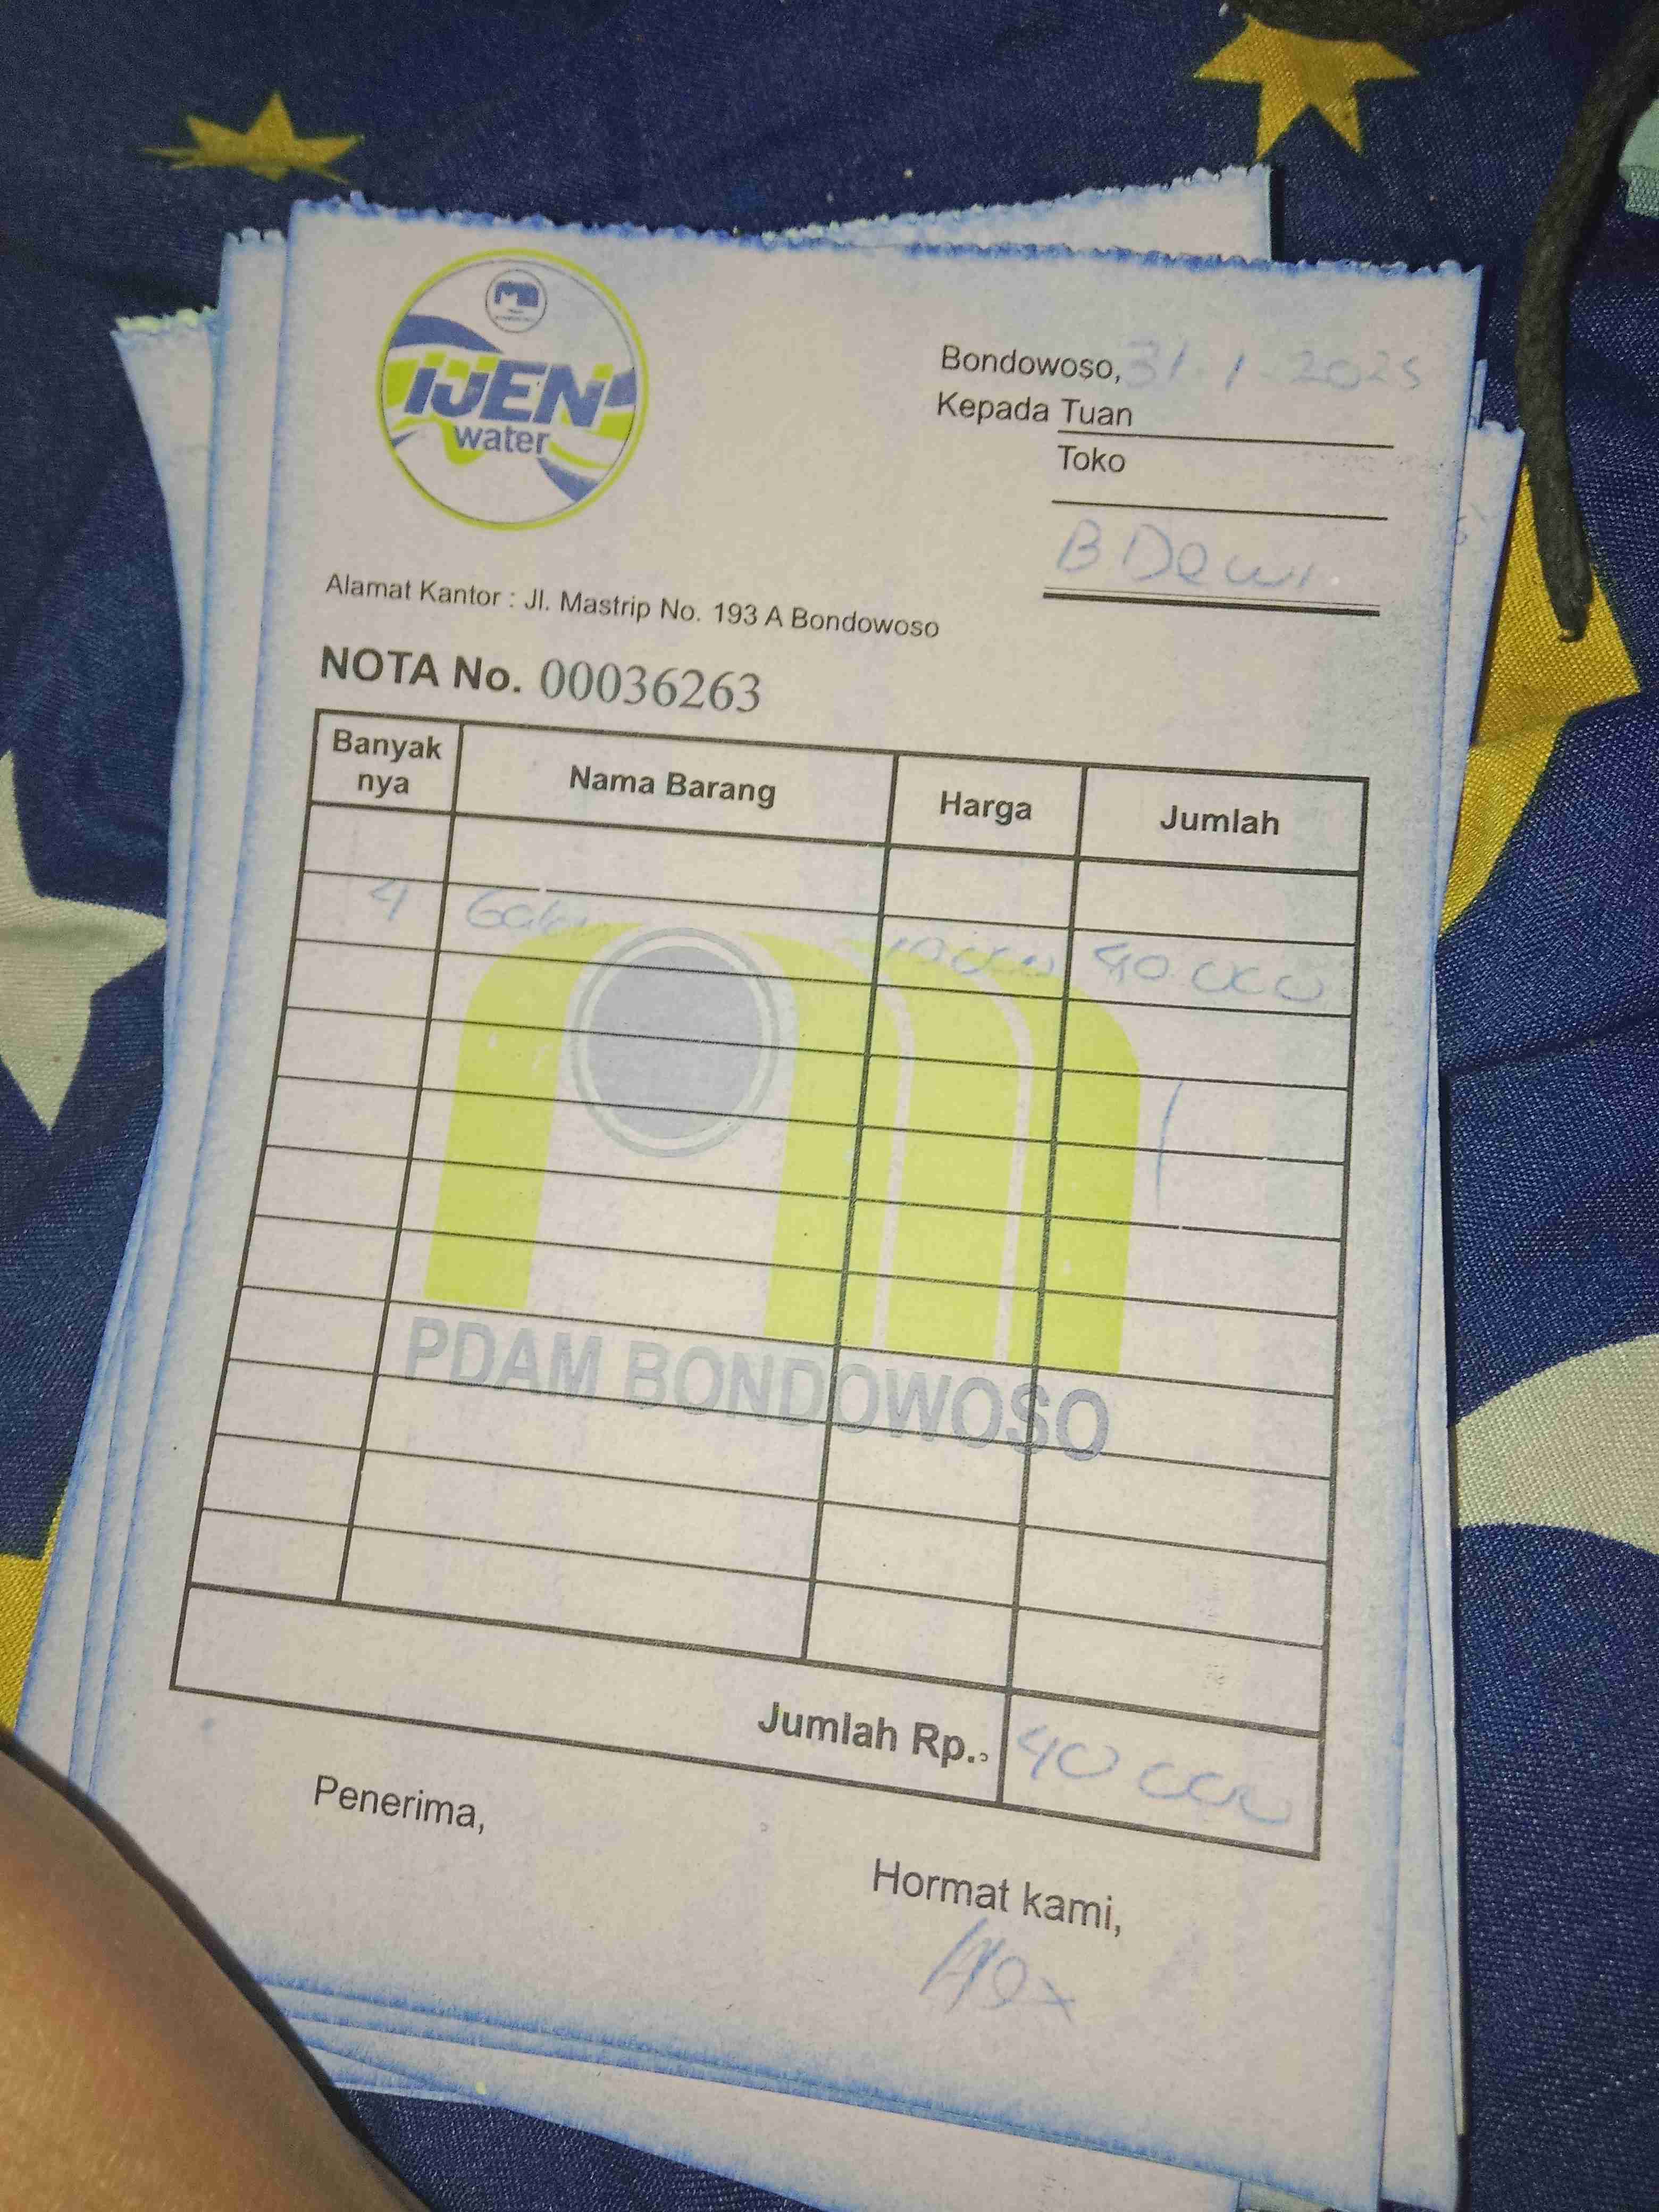 IJEN
water
Bondowoso, 31-1-2025
Kepada Tuan
Toko
B Dewi
Alamat Kantor : Jl. Mastrip No. 193 A Bondowoso
NOTA No. 00036263
Banyak nya Nama Barang Harga Jumlah
4 Galon 10.000 40.000
PDAM BONDOWOSO
Jumlah Rp. 40 000
Penerima,
Hormat kami,